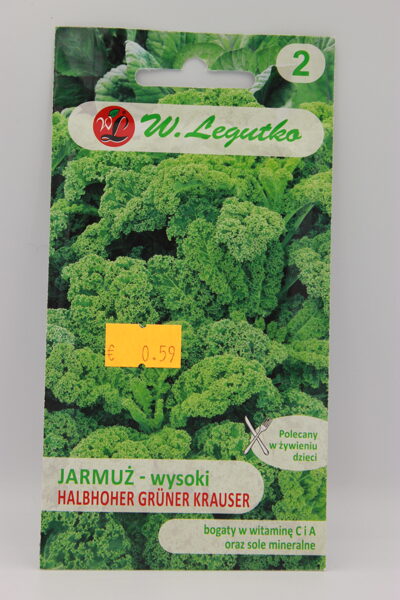 2
WL
W. Legutko
€ 0.59
Polecany
w żywieniu
dzieci
JARMUŻ - wysoki
HALBHOHER GRÜNER KRAUSER
bogaty w witaminę C i A
oraz sole mineralne